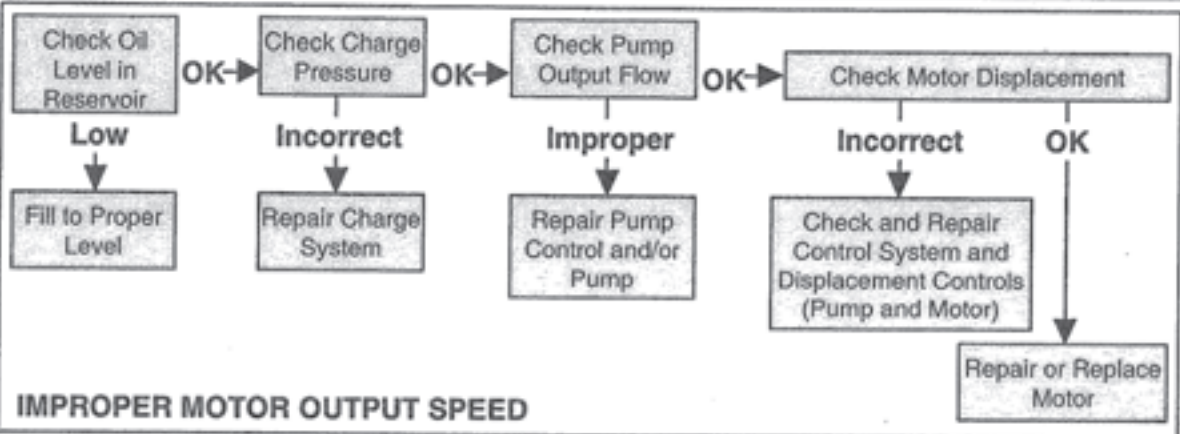 Check Oil
Level in
Reservoir
OK
Check Charge
Pressure
OK
Check Pump
Output Flow
OK
Check Motor Displacement
Low
Incorrect
Improper
Incorrect
OK
Fill to Proper
Level
Repair Charge
System
Repair Pump
Control and/or
Pump
Check and Repair
Control System and
Displacement Controls
(Pump and Motor)
Repair or Replace
Motor
IMPROPER MOTOR OUTPUT SPEED